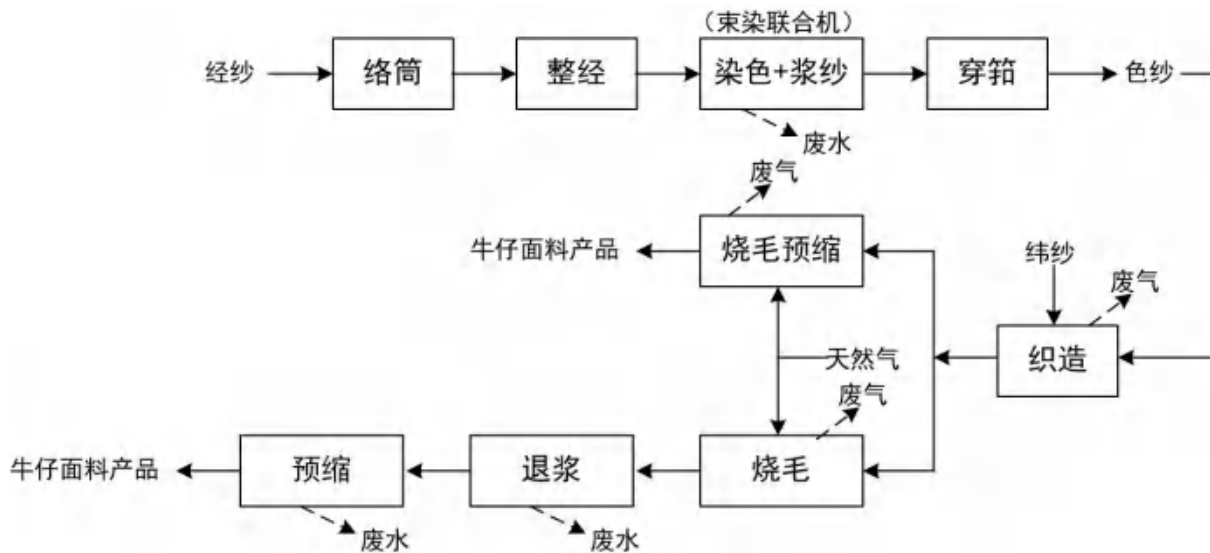 (束染联合机)
经纱
络筒
整经
染色+浆纱
穿筘
色纱
废水
废气
牛仔面料产品
烧毛预缩
纬纱
废气
织造
天然气
废气
牛仔面料产品
预缩
退浆
烧毛
废水
废水